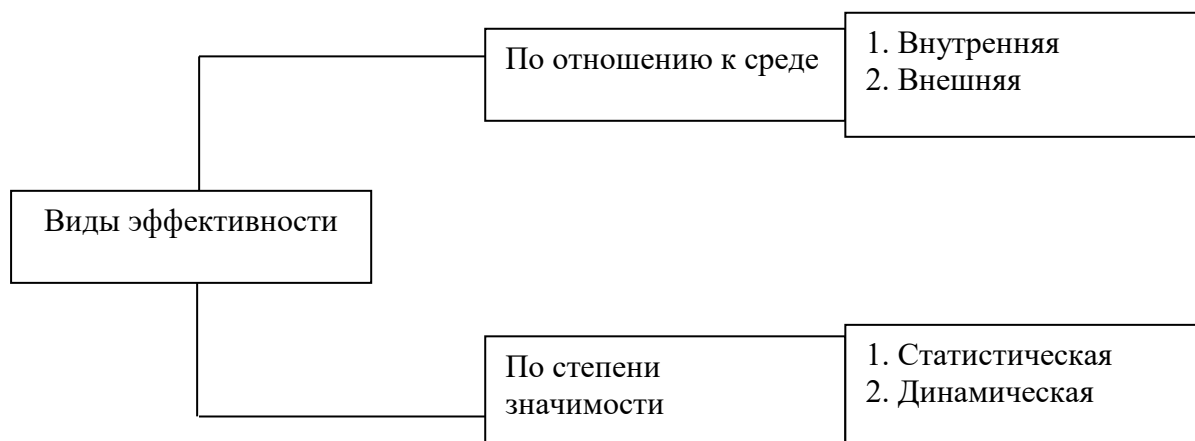 По отношению к среде
1. Внутренняя
2. Внешняя
Виды эффективности
По степени
значимости
1. Статистическая
2. Динамическая